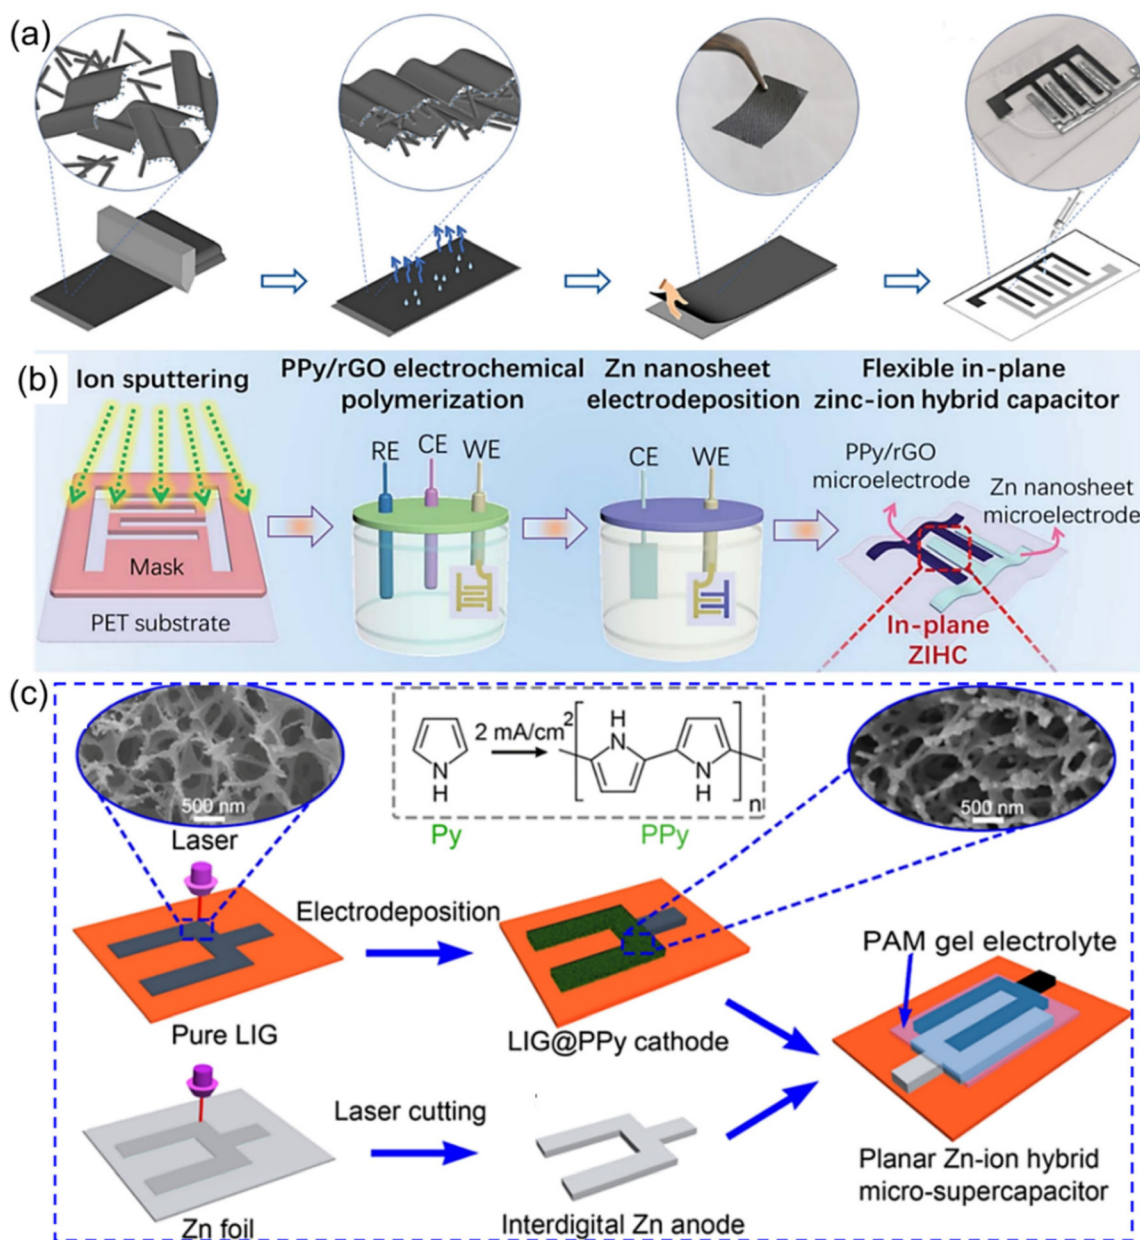 (a)
(b)
Ion sputtering
Mask
PET substrate
PPy/rGO electrochemical
polymerization
RE
CE
WE
Zn nanosheet
electrodeposition
CE
WE
Flexible in-plane
zinc-ion hybrid capacitor
PPy/rGO
microelectrode
Zn nanosheet
microelectrode
In-plane
ZIHC
(c)
500 nm
Laser
2 mA/cm²
N
H
H
N
N
H
n
Py
PPy
500 nm
Electrodeposition
Pure LIG
LIG@PPy cathode
PAM gel electrolyte
Laser cutting
Zn foil
Interdigital Zn anode
Planar Zn-ion hybrid
micro-supercapacitor